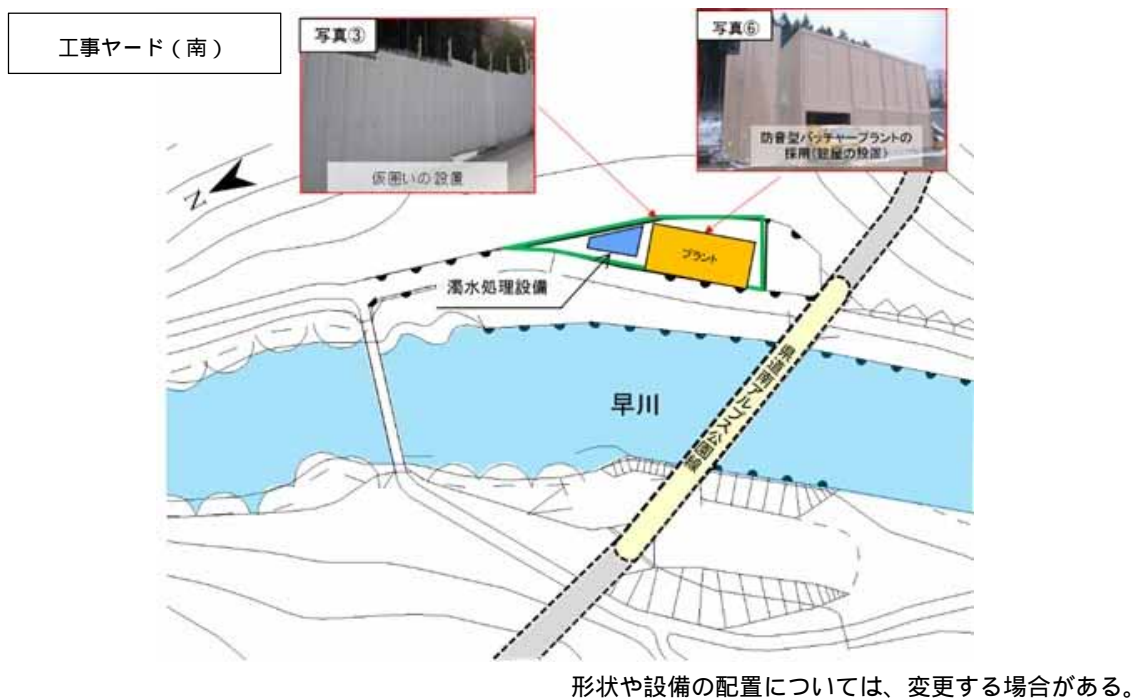 工事ヤード（南）
写真③
仮囲いの設置
写真⑥
防音型バッチャープラントの
採用（建屋の設置）
N
プラント
濁水処理設備
早川
県道南アルプス公園線
形状や設備の配置については、変更する場合がある。